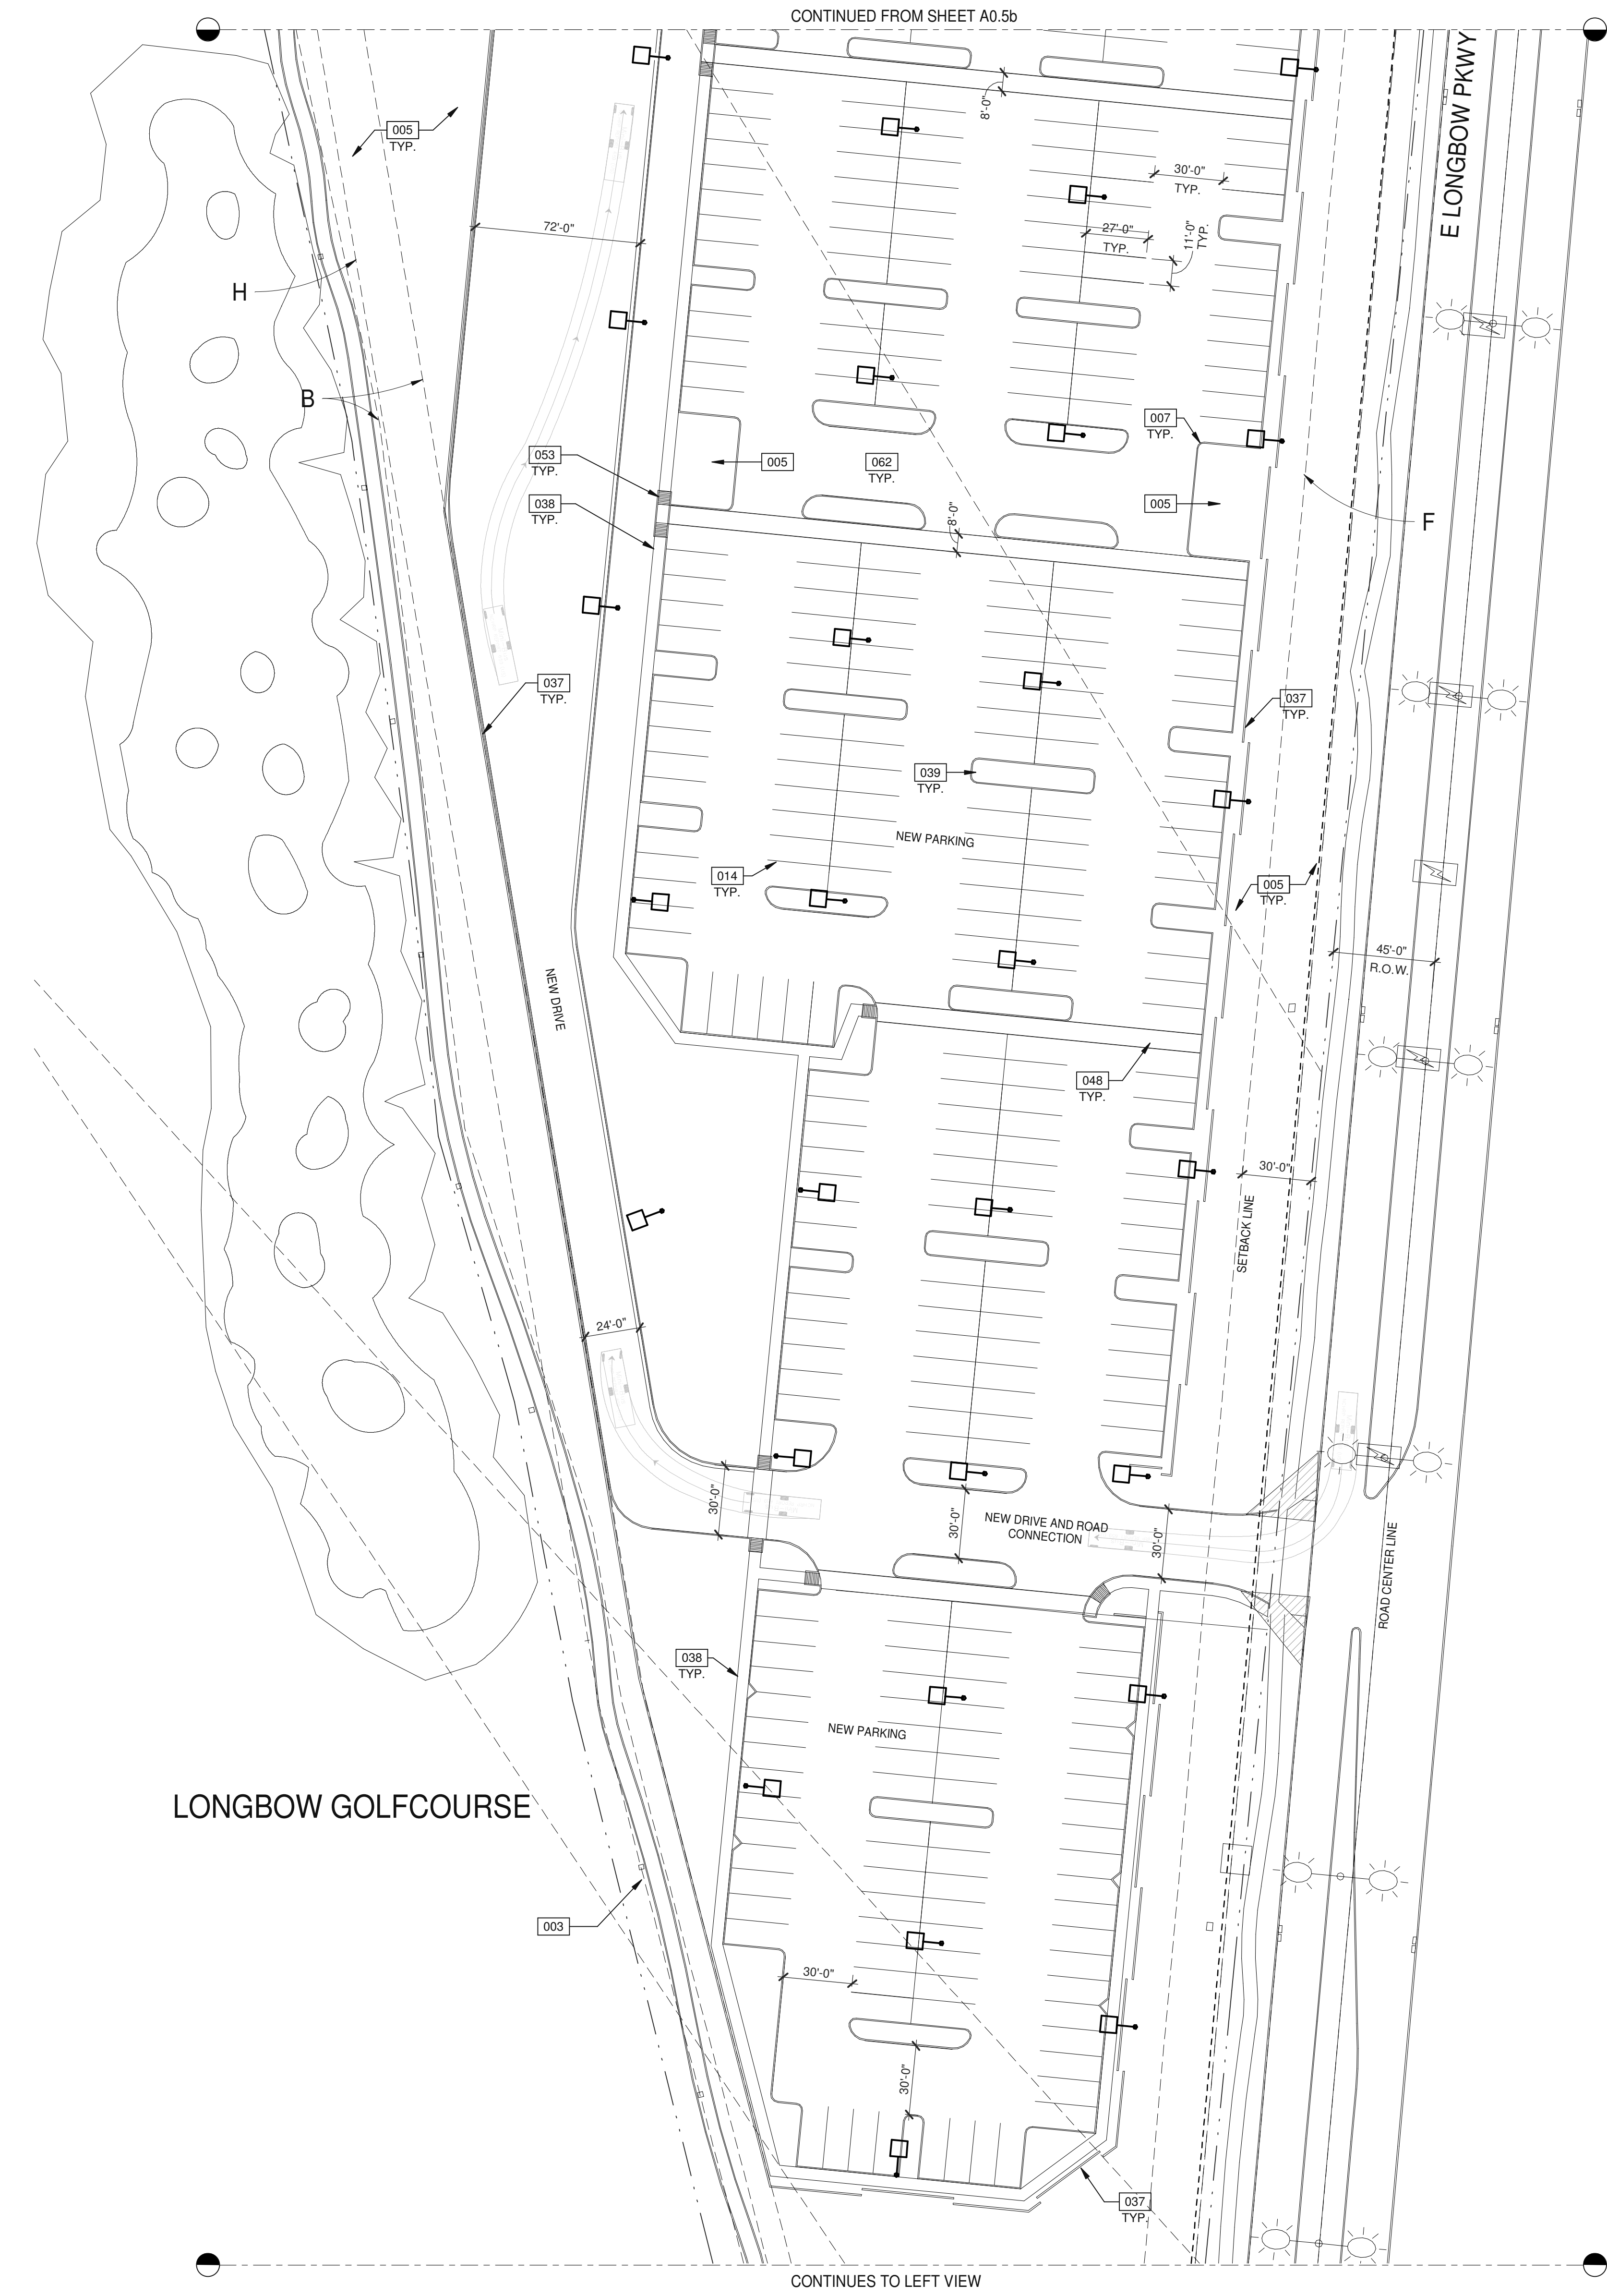 CONTINUED FROM SHEET A0.5b
E LONGBOW PKWY
8'-0"
005
TYP.
30'-0"
TYP.
72'-0"
27'-0"
TYP.
11'-0"
TYP.
H
B
007
TYP.
053
TYP.
005
062
TYP.
038
TYP.
005
8'-0"
F
037
TYP.
037
TYP.
039
TYP.
NEW PARKING
014
TYP.
005
TYP.
45'-0"
R.O.W.
NEW DRIVE
048
TYP.
30'-0"
SETBACK LINE
24'-0"
30'-0"
30'-0"
NEW DRIVE AND ROAD
CONNECTION
30'-0"
ROAD CENTER LINE
038
TYP.
NEW PARKING
LONGBOW GOLFCOURSE
003
30'-0"
30'-0"
037
TYP.
CONTINUES TO LEFT VIEW